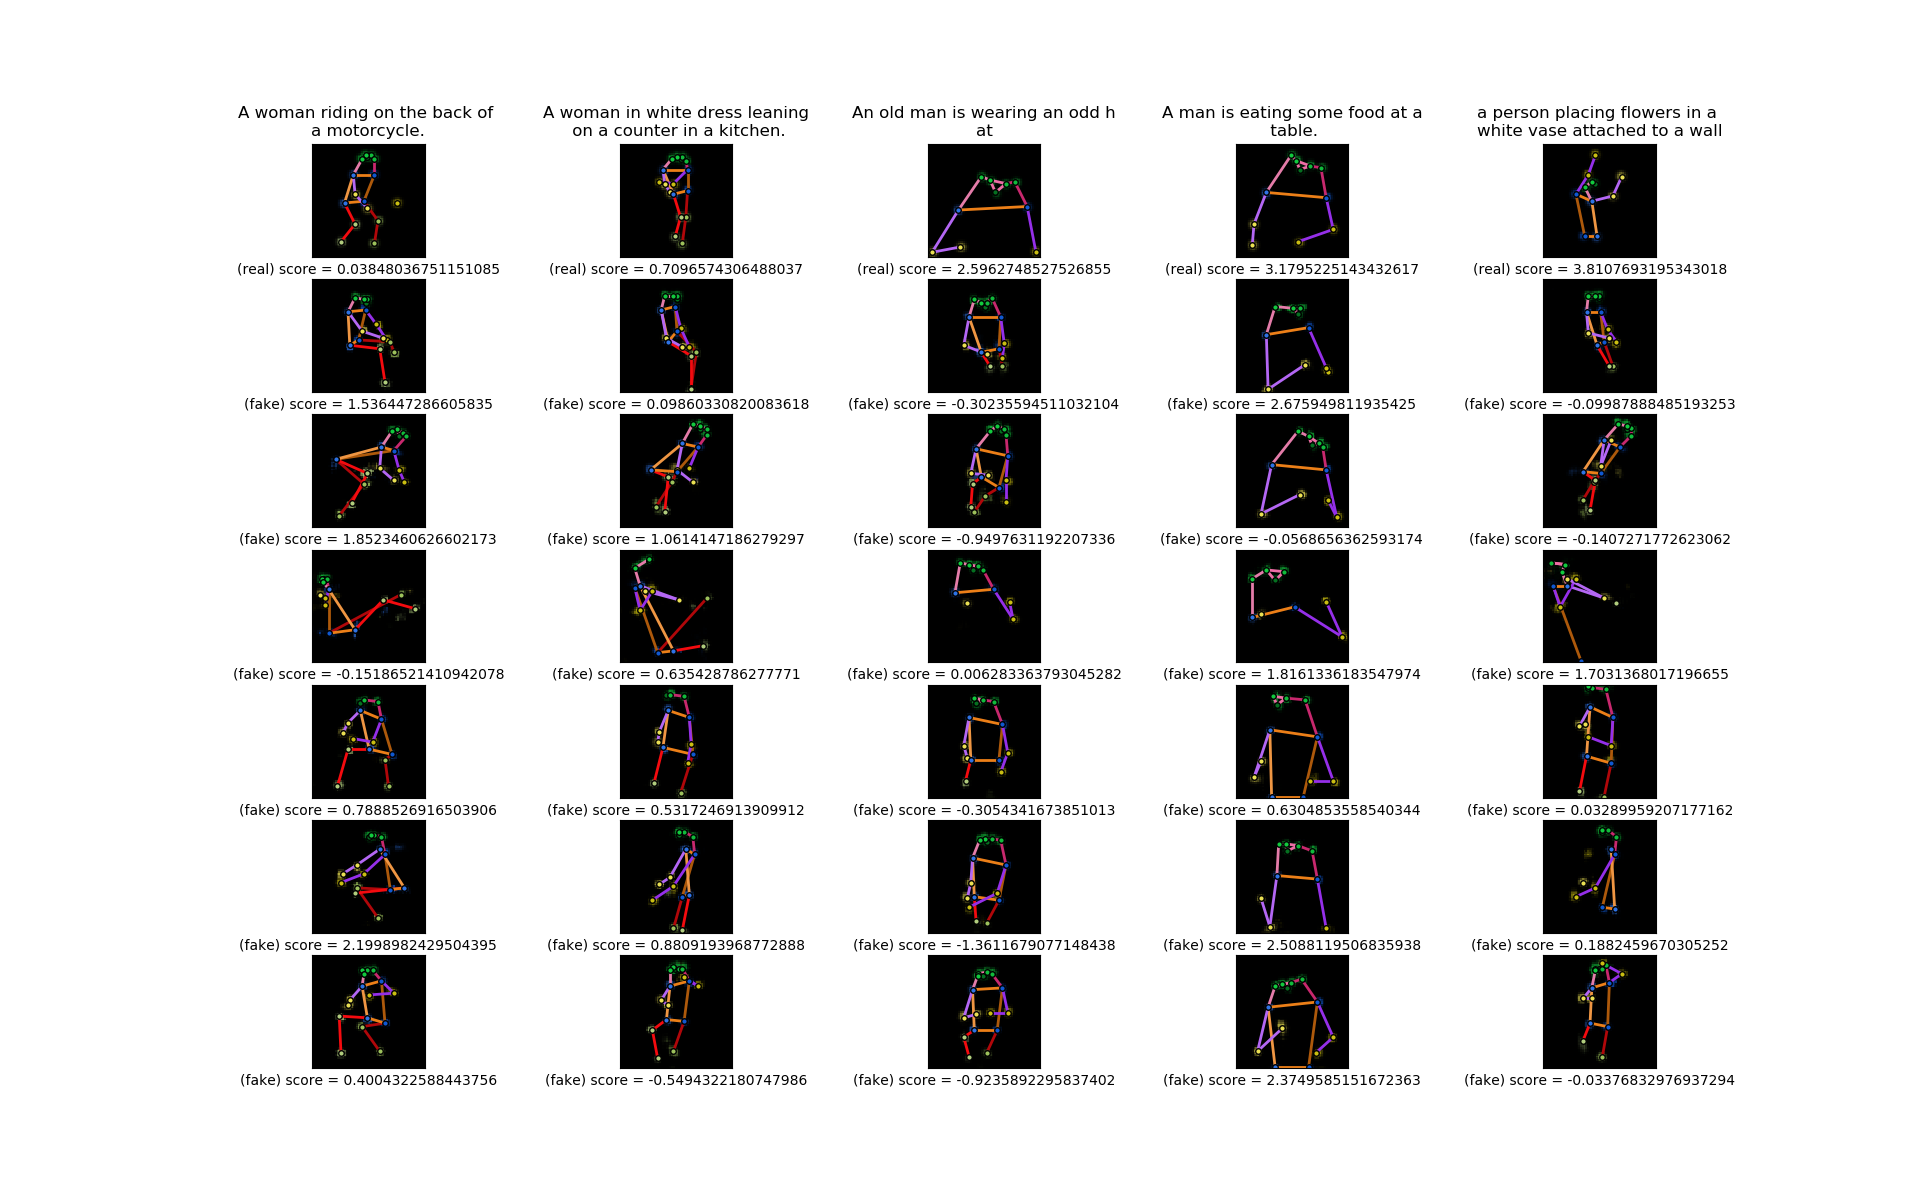 A woman riding on the back of
a motorcycle.
A woman in white dress leaning
on a counter in a kitchen.
An old man is wearing an odd h
at
A man is eating some food at a
table.
a person placing flowers in a
white vase attached to a wall
(real) score = 0.03848036751151085
(real) score = 0.7096574306488037
(real) score = 2.5962748527526855
(real) score = 3.1795225143432617
(real) score = 3.8107693195343018
(fake) score = 1.536447286605835
(fake) score = 0.09860330820083618
(fake) score = -0.30235594511032104
(fake) score = 2.675949811935425
(fake) score = -0.09987888485193253
(fake) score = 1.8523460626602173
(fake) score = 1.0614147186279297
(fake) score = -0.9497631192207336
(fake) score = -0.0568656362593174
(fake) score = -0.1407271772623062
(fake) score = -0.15186521410942078
(fake) score = 0.635428786277771
(fake) score = 0.006283363793045282
(fake) score = 1.8161336183547974
(fake) score = 1.7031368017196655
(fake) score = 0.7888526916503906
(fake) score = 0.5317246913909912
(fake) score = -0.3054341673851013
(fake) score = 0.6304853558540344
(fake) score = 0.03289959207177162
(fake) score = 2.1998982429504395
(fake) score = 0.8809193968772888
(fake) score = -1.3611679077148438
(fake) score = 2.5088119506835938
(fake) score = 0.1882459670305252
(fake) score = 0.4004322588443756
(fake) score = -0.5494322180747986
(fake) score = -0.9235892295837402
(fake) score = 2.3749585151672363
(fake) score = -0.03376832976937294